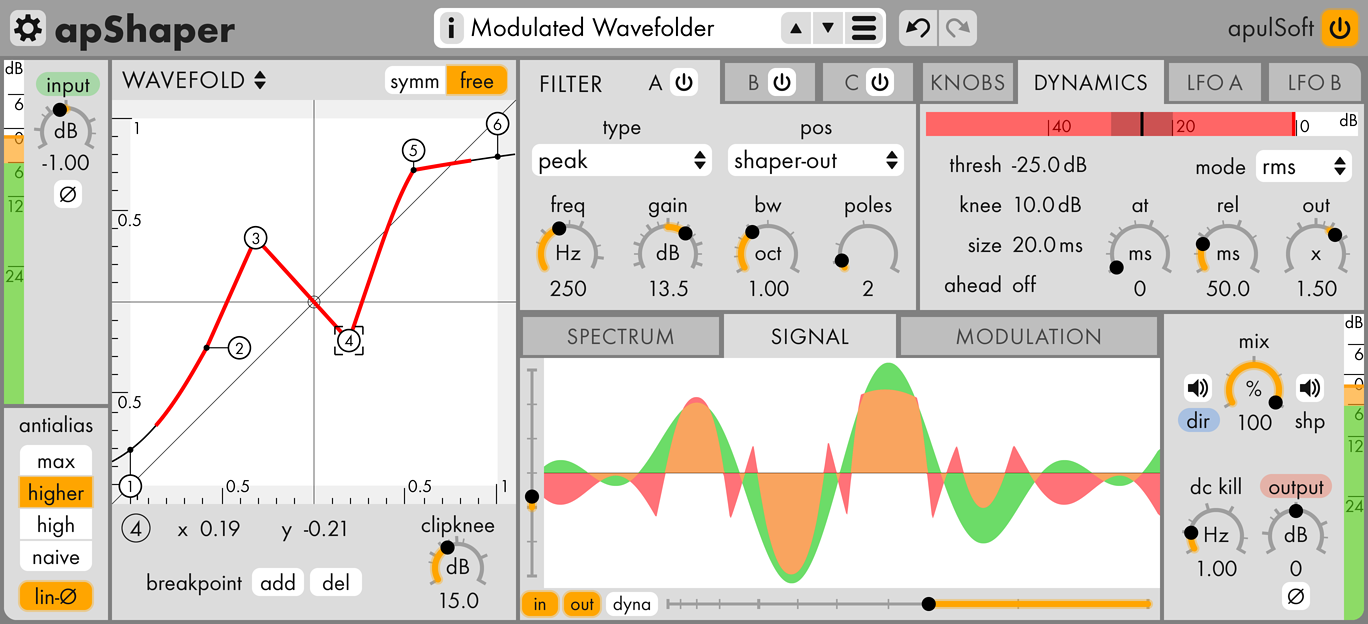 apShaper
i Modulated Wavefolder
apulSoft
dB
6
0
6
12
24
input
dB
-1.00
Ø
antialias
max
higher
high
naive
lin-Ø
WAVEFOLD
symm free
1
0.5
0.5
0.5
0.5
1
1
2
3
4
5
6
4 x 0.19 y -0.21
breakpoint add del
clipknee
dB
15.0
FILTER A B C
type pos
peak shaper-out
freq gain bw poles
Hz dB oct
250 13.5 1.00 2
KNOBS DYNAMICS LFO A LFO B
40 20 0 dB
thresh -25.0 dB
mode rms
knee 10.0 dB
size 20.0 ms
ahead off
at rel out
ms ms x
0 50.0 1.50
SPECTRUM SIGNAL MODULATION
in out dyna
mix
%
dir 100 shp
dc kill output
Hz dB
1.00 0
Ø
dB
6
0
6
12
24